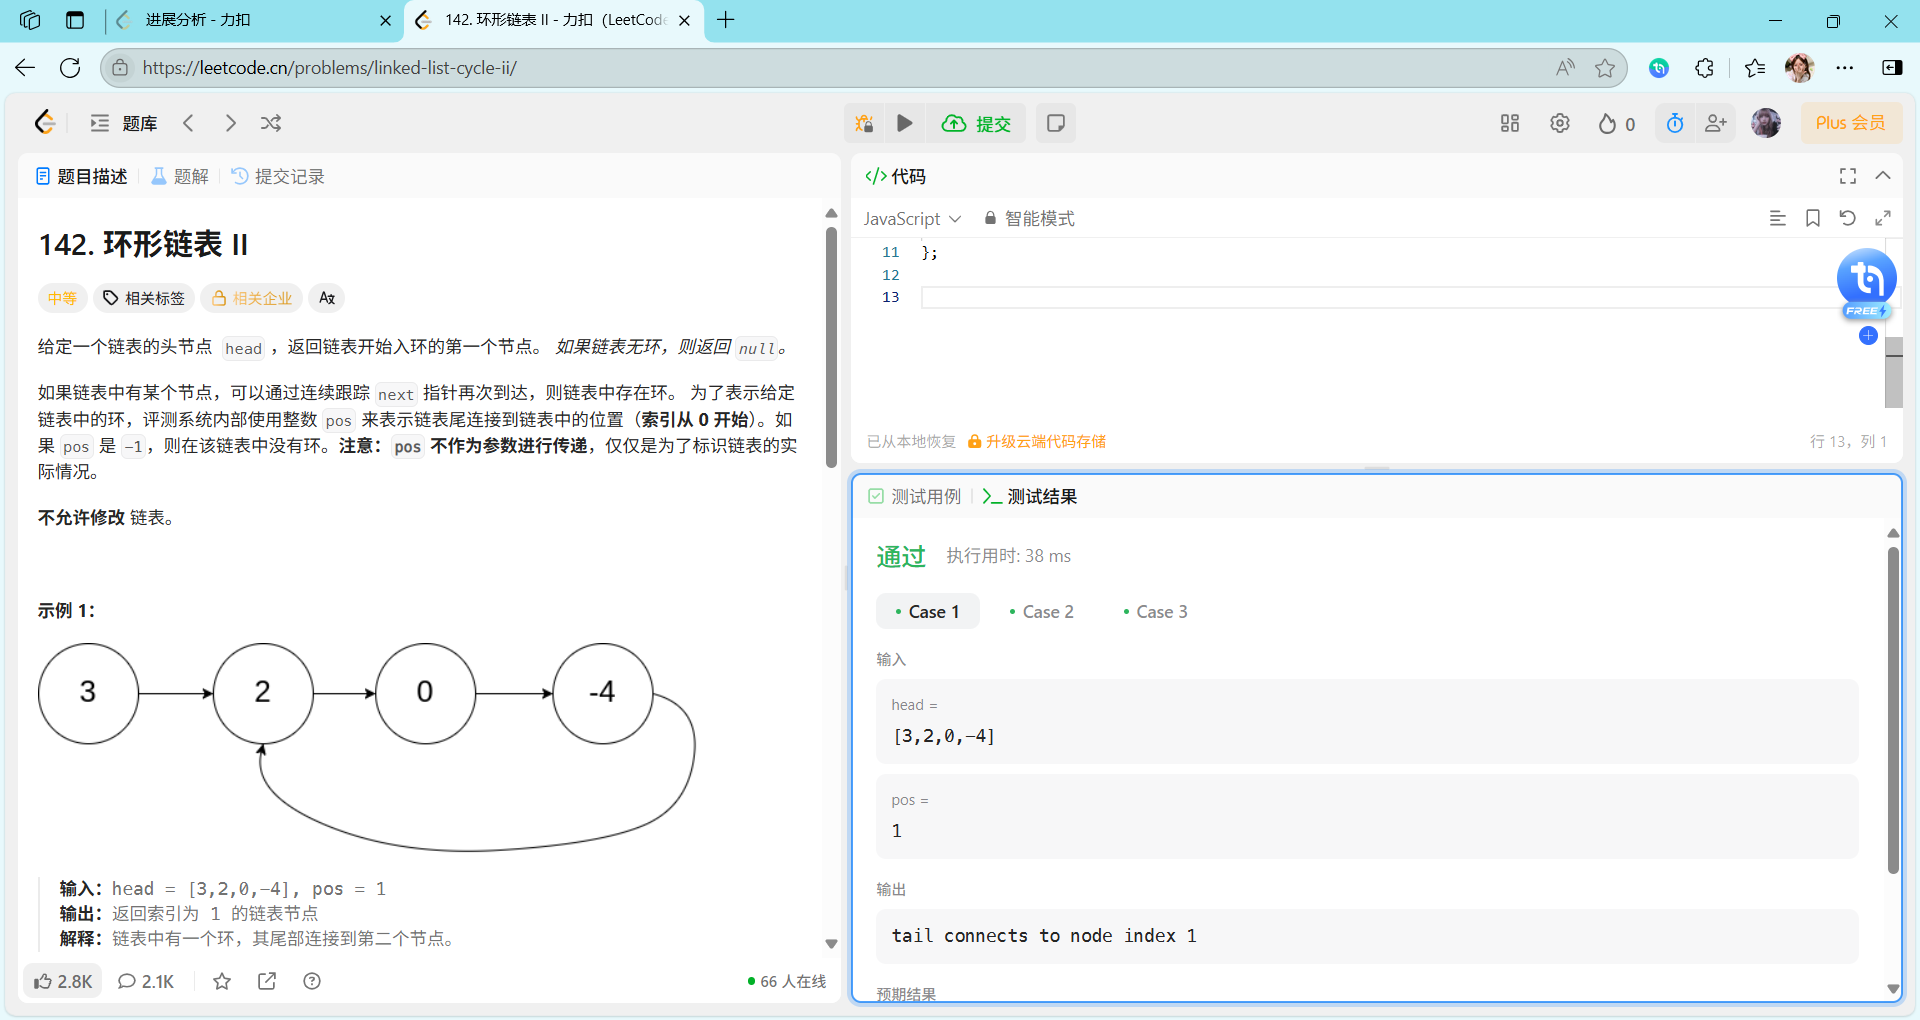 进展分析 - 力扣
142. 环形链表 II - 力扣（LeetCode
https://leetcode.cn/problems/linked-list-cycle-ii/
题库
提交
0
Plus 会员
题目描述
题解
提交记录
142. 环形链表 II
中等
相关标签
相关企业
给定一个链表的头节点 head ，返回链表开始入环的第一个节点。 如果链表无环，则返回 null。
如果链表中有某个节点，可以通过连续跟踪 next 指针再次到达，则链表中存在环。 为了表示给定
链表中的环，评测系统内部使用整数 pos 来表示链表尾连接到链表中的位置（索引从 0 开始）。如
果 pos 是 -1，则在该链表中没有环。注意：pos 不作为参数进行传递，仅仅是为了标识链表的实
际情况。
不允许修改 链表。
示例 1：
3
2
0
-4
输入：head = [3,2,0,-4], pos = 1
输出：返回索引为 1 的链表节点
解释：链表中有一个环，其尾部连接到第二个节点。
2.8K
2.1K
66 人在线
</> 代码
JavaScript
智能模式
11 };
12
13
FREE
已从本地恢复
升级云端代码存储
行 13，列 1
测试用例
>_ 测试结果
通过
执行用时: 38 ms
Case 1
Case 2
Case 3
输入
head =
[3,2,0,-4]
pos =
1
输出
tail connects to node index 1
预期结果